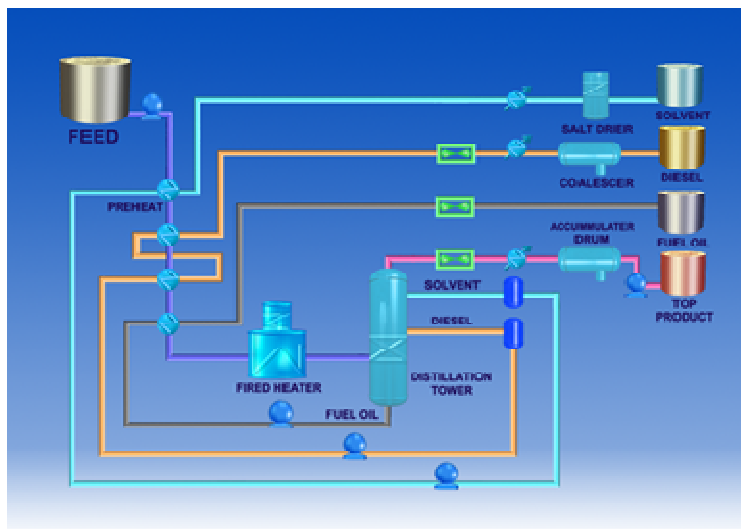 FEED
SOLVENT
SALT DRIER
DIESEL
COALESCER
PREHEAT
ACCUMMULATER
DRUM
FUEL OIL
SOLVENT
TOP
PRODUCT
DIESEL
FIRED HEATER
DISTILLATION
TOWER
FUEL OIL